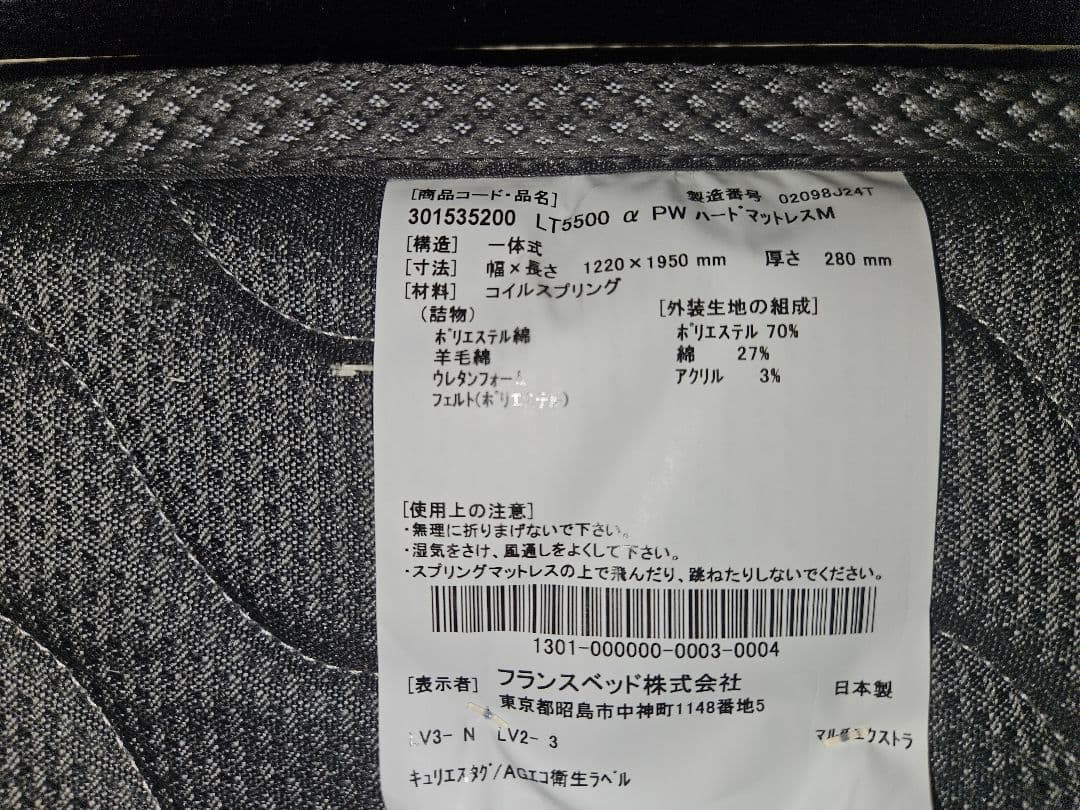 [商品コード・品名] 製造番号 02098J24T
301535200 LT5500 α PW ハードマットレスM
[構造] 一体式
[寸法] 幅×長さ 1220×1950 mm 厚さ 280 mm
[材料] コイルスプリング
(詰物) [外装生地の組成]
ポリエステル綿 ポリエステル 70%
羊毛綿 綿 27%
ウレタンフォー アクリル 3%
フェルト(ポリエステル)
[使用上の注意]
・無理に折りまげないで下さい。
・湿気をさけ、風通しをよくして下さい。
・スプリングマットレスの上で飛んだり、跳ねたりしないでください。
1301-000000-0003-0004
[表示者] フランスベッド株式会社 日本製
東京都昭島市中神町1148番地5
LV3- N LV2- 3
キュリエスタグ/AGエコ衛生ラベル